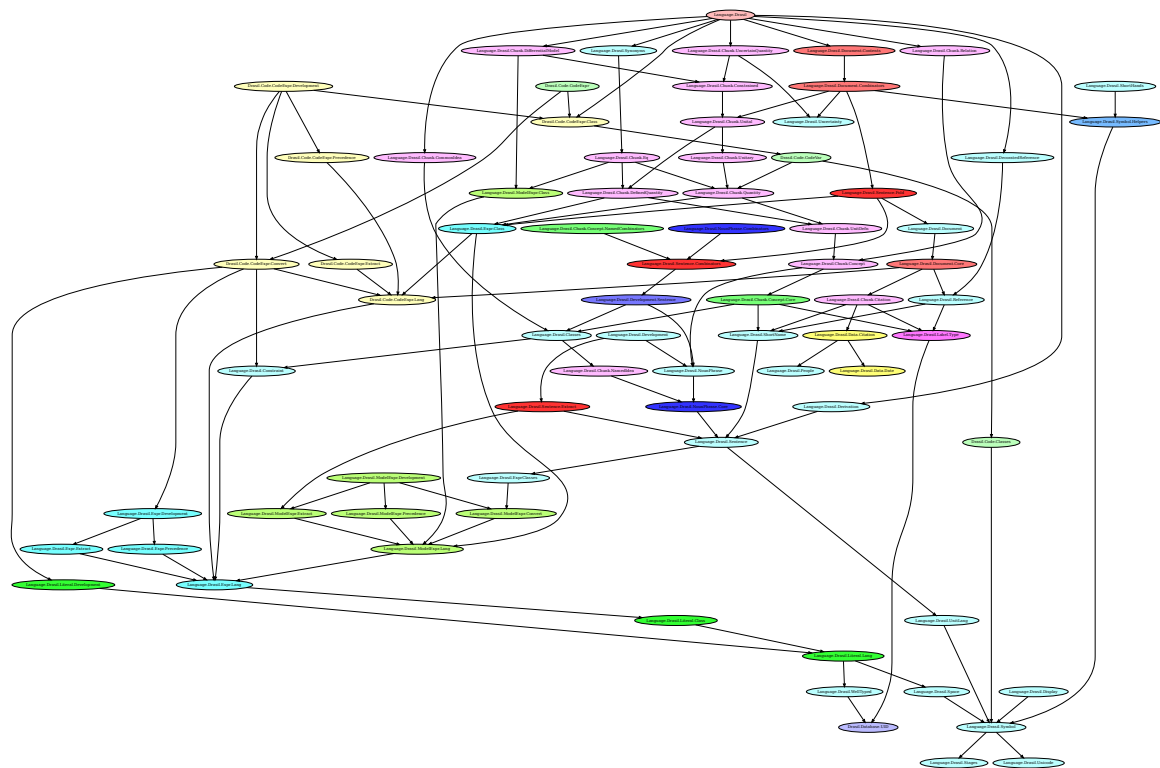 Language.Drasil
Language.Drasil.Chunk.DifferentialModel
Language.Drasil.Synonyms
Language.Drasil.Chunk.UncertainQuantity
Language.Drasil.Document.Contents
Language.Drasil.Chunk.Relation
Drasil.Code.CodeExpr.Development
Drasil.Code.CodeExpr
Language.Drasil.Chunk.Constrained
Language.Drasil.Document.Combinators
Language.Drasil.ShortHands
Drasil.Code.CodeExpr.Class
Language.Drasil.Chunk.Unital
Language.Drasil.Uncertainty
Language.Drasil.Symbol.Helpers
Drasil.Code.CodeExpr.Precedence
Language.Drasil.Chunk.CommonIdea
Language.Drasil.Chunk.Eq
Language.Drasil.Chunk.Unitary
Drasil.Code.CodeVar
Language.Drasil.DecoratedReference
Language.Drasil.ModelExpr.Class
Language.Drasil.Chunk.DefinedQuantity
Language.Drasil.Chunk.Quantity
Language.Drasil.Sentence.Fold
Language.Drasil.Expr.Class
Language.Drasil.Chunk.Concept.NamedCombinators
Language.Drasil.NounPhrase.Combinators
Language.Drasil.Chunk.UnitDefn
Language.Drasil.Document
Drasil.Code.CodeExpr.Convert
Drasil.Code.CodeExpr.Extract
Language.Drasil.Sentence.Combinators
Language.Drasil.Chunk.Concept
Language.Drasil.Document.Core
Drasil.Code.CodeExpr.Lang
Language.Drasil.Development.Sentence
Language.Drasil.Chunk.Concept.Core
Language.Drasil.Chunk.Citation
Language.Drasil.Reference
Language.Drasil.Classes
Language.Drasil.Development
Language.Drasil.ShortName
Language.Drasil.Data.Citation
Language.Drasil.Label.Type
Language.Drasil.Constraint
Language.Drasil.Chunk.NamedIdea
Language.Drasil.NounPhrase
Language.Drasil.People
Language.Drasil.Data.Date
Language.Drasil.Sentence.Extract
Language.Drasil.NounPhrase.Core
Language.Drasil.Derivation
Language.Drasil.Sentence
Drasil.Code.Classes
Language.Drasil.ModelExpr.Development
Language.Drasil.ExprClasses
Language.Drasil.Expr.Development
Language.Drasil.ModelExpr.Extract
Language.Drasil.ModelExpr.Precedence
Language.Drasil.ModelExpr.Convert
Language.Drasil.Expr.Extract
Language.Drasil.Expr.Precedence
Language.Drasil.ModelExpr.Lang
Language.Drasil.Literal.Development
Language.Drasil.Expr.Lang
Language.Drasil.Literal.Class
Language.Drasil.UnitLang
Language.Drasil.Literal.Lang
Language.Drasil.WellTyped
Language.Drasil.Space
Language.Drasil.Display
Drasil.Database.UID
Language.Drasil.Symbol
Language.Drasil.Stages
Language.Drasil.Unicode